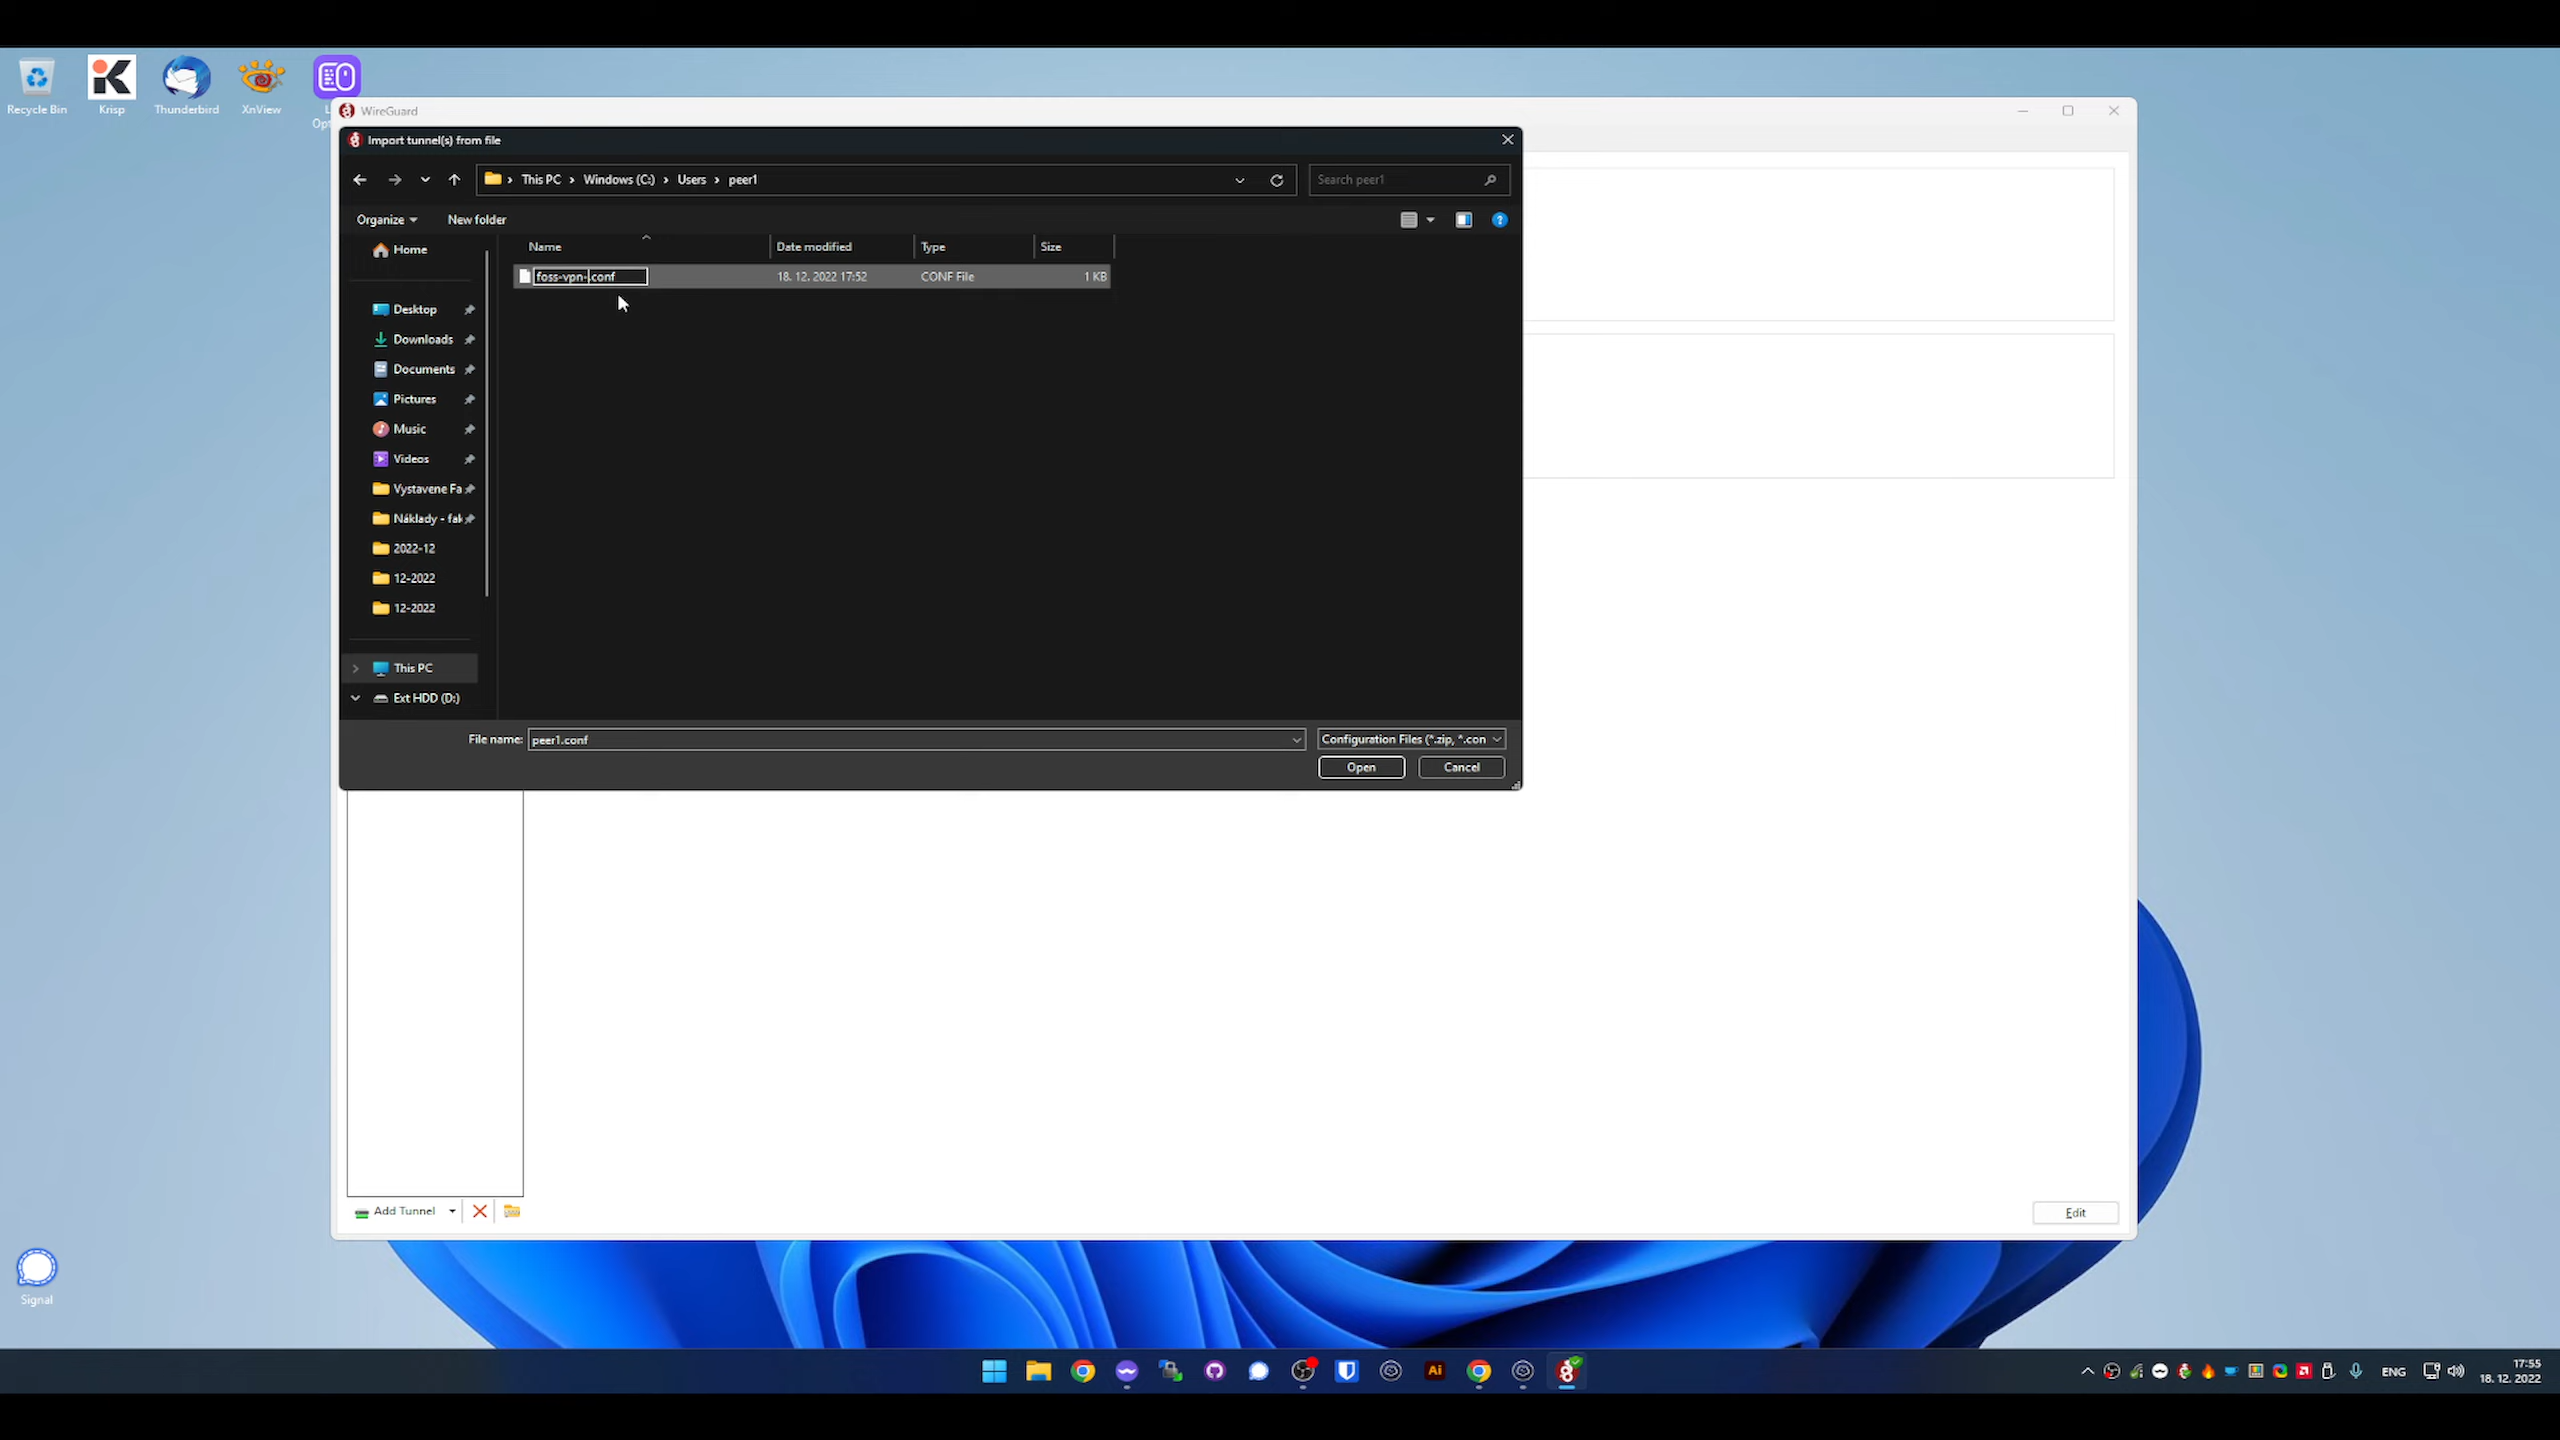 Recycle Bin
Krisp
Thunderbird
XnView
WireGuard
Import tunnel(s) from file
This PC
Windows (C:)
Users
peer1
Search peer1
Organize
New folder
Name
Date modified
Type
Size
foss-vpn-.conf
18. 12. 2022 17:52
CONF File
1 KB
Home
Desktop
Downloads
Documents
Pictures
Music
Videos
Vystavene Fa
Náklady - fak
2022-12
12-2022
12-2022
This PC
Ext HDD (D:)
File name:
peer1.conf
Configuration Files (*.zip, *.con
Open
Cancel
Add Tunnel
Edit
Signal
Ai
ENG
17:55
18. 12. 2022